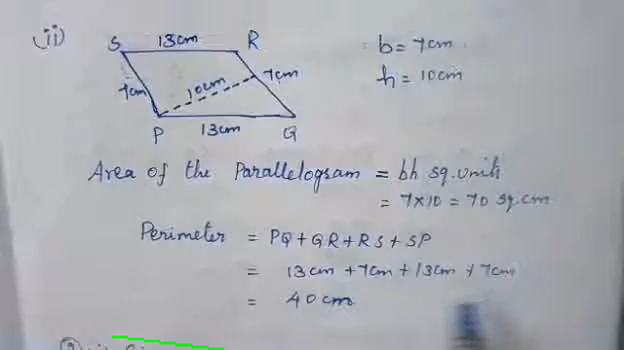 (ii)
S 13cm R
b = 7cm
7cm 10cm 7cm
h = 10cm
P 13cm Q
Area of the Parallelogram = bh sq.units
= 7×10 = 70 sq.cm
Perimeter = PQ+QR+RS+SP
= 13cm +7cm+13cm +7cm
= 40cm